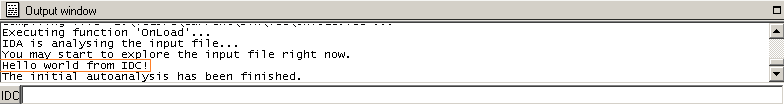 Output window
Executing function 'OnLoad'...
IDA is analysing the input file...
You may start to explore the input file right now.
Hello world from IDC!
The initial autoanalysis has been finished.
IDC